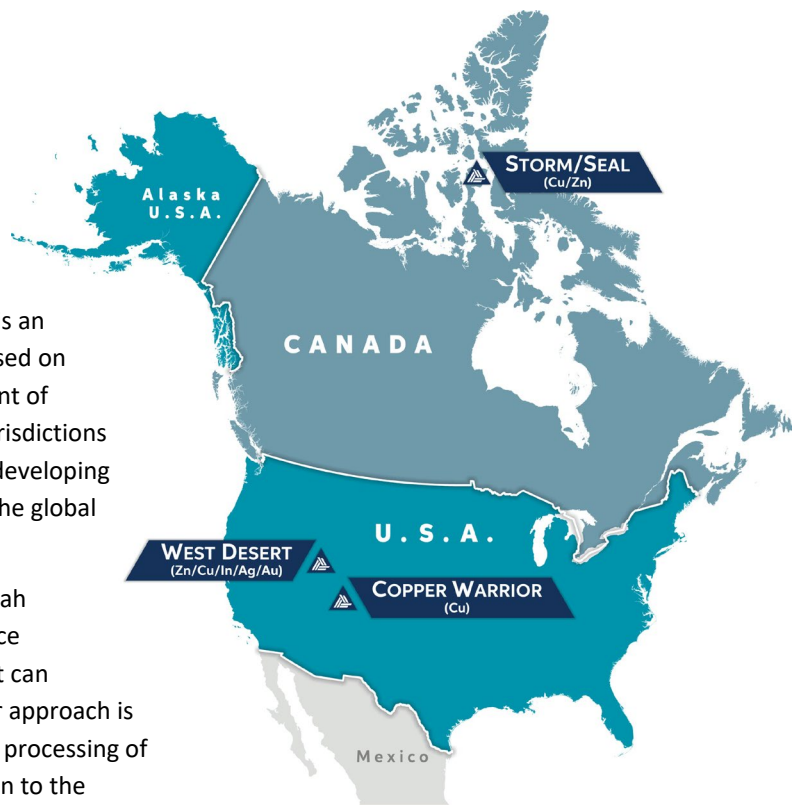 STORM/SEAL
(Cu/Zn)
Alaska
U.S.A.
CANADA
U.S.A.
WEST DESERT
(Zn/Cu/In/Ag/Au)
COPPER WARRIOR
(Cu)
Mexico
s an
sed on
nt of
risdictions
developing
he global
ah
ce
t can
r approach is
processing of
n to the